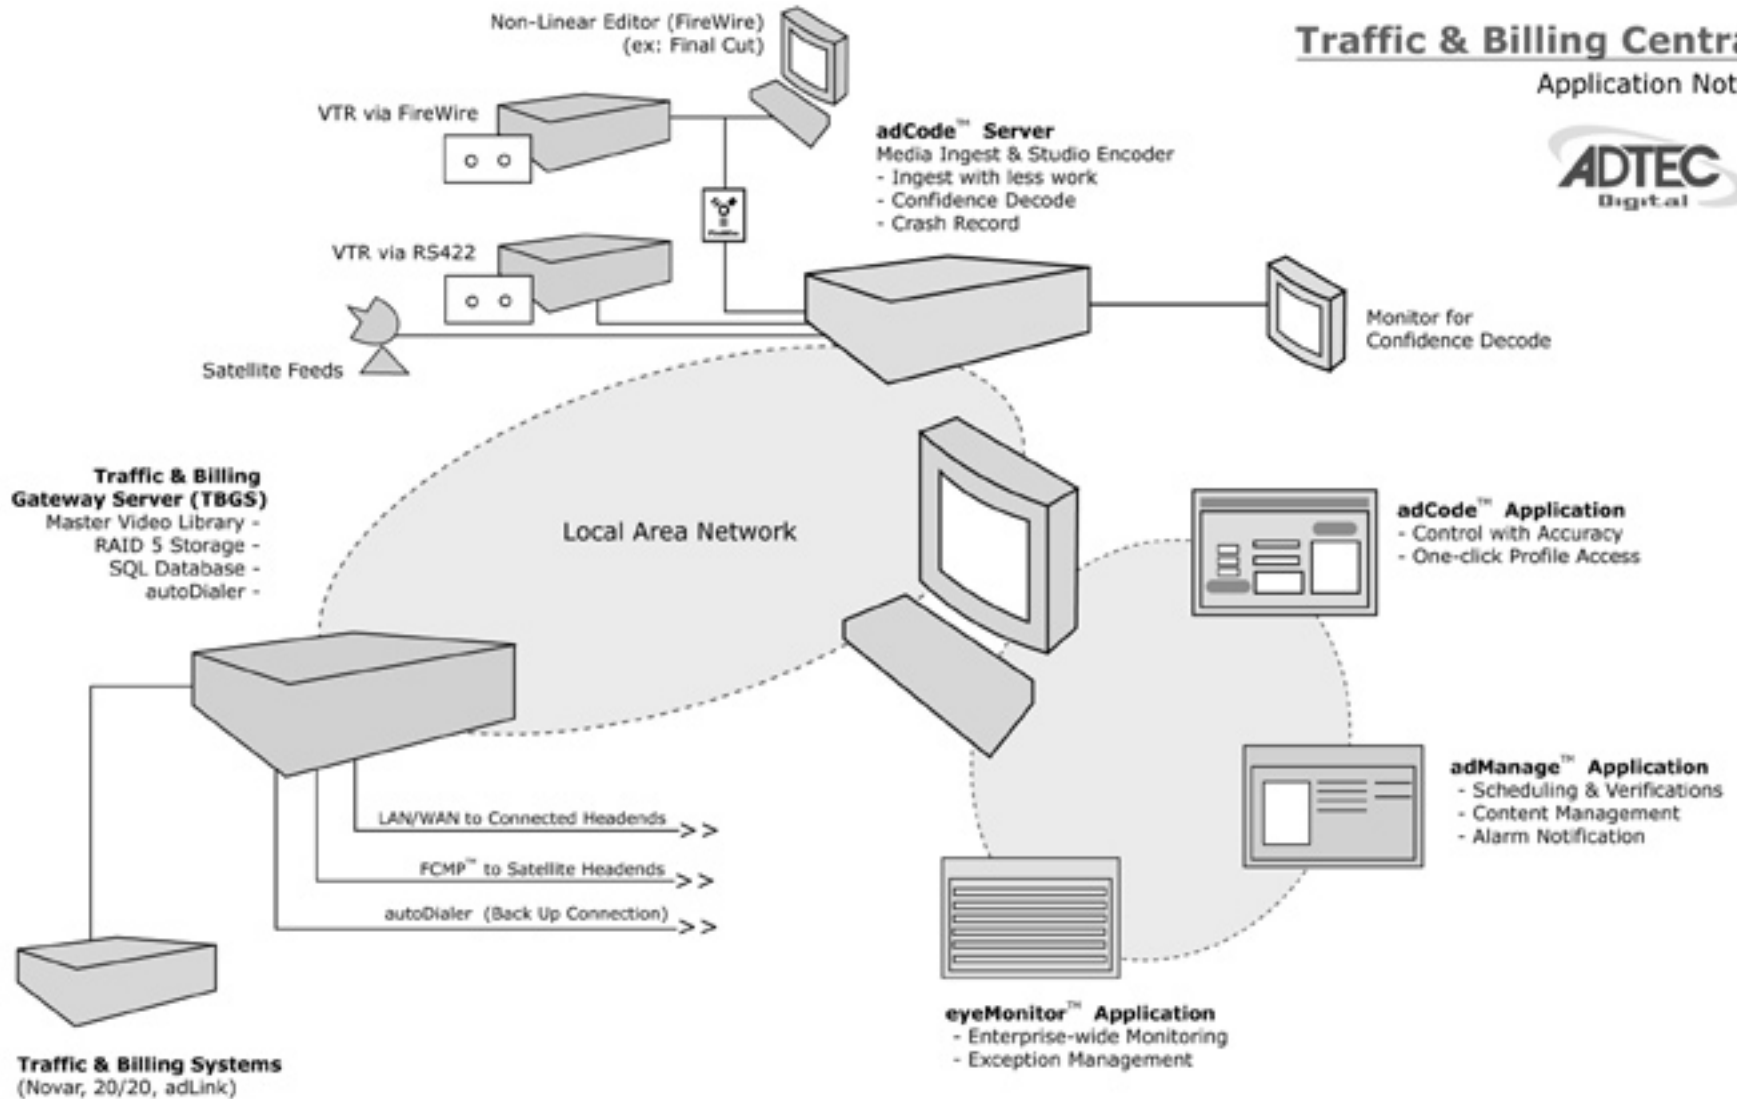 Non-Linear Editor (FireWire)
(ex: Final Cut)
Traffic & Billing Centra
Application Not
ADTEC
Digital
VTR via FireWire
FireWire
adCode™ Server
Media Ingest & Studio Encoder
- Ingest with less work
- Confidence Decode
- Crash Record
VTR via RS422
Satellite Feeds
Monitor for
Confidence Decode
Traffic & Billing
Gateway Server (TBGS)
Master Video Library -
RAID 5 Storage -
SQL Database -
autoDialer -
Local Area Network
adCode™ Application
- Control with Accuracy
- One-click Profile Access
adManage™ Application
- Scheduling & Verifications
- Content Management
- Alarm Notification
LAN/WAN to Connected Headends >>
FCMP™ to Satellite Headends >>
autoDialer (Back Up Connection) >>
eyeMonitor™ Application
- Enterprise-wide Monitoring
- Exception Management
Traffic & Billing Systems
(Novar, 20/20, adLink)